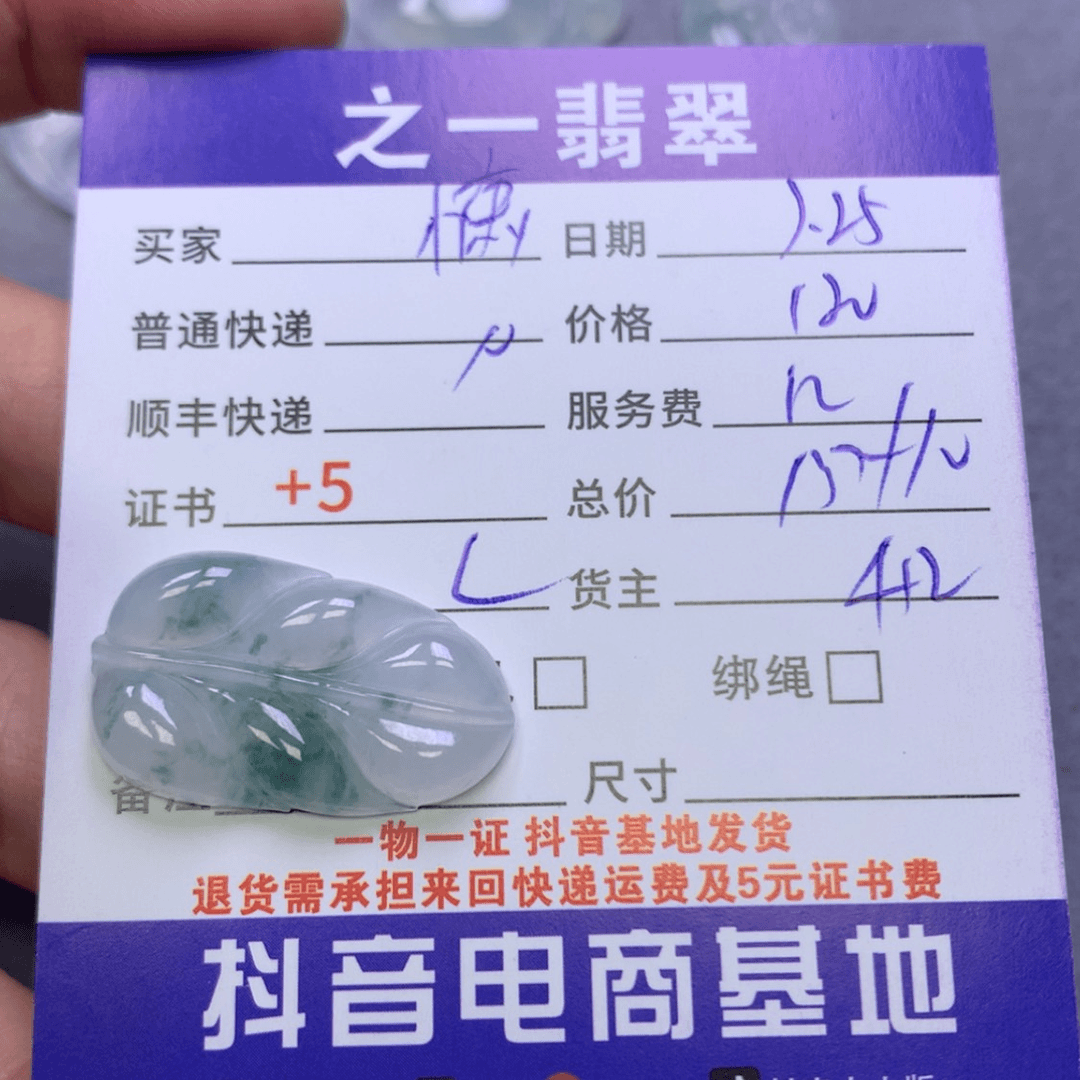 之一翡翠
买家 日期 .25
普通快递 价格 120
顺丰快递 服务费 12
证书 +5 总价
货主 4+2
绑绳
尺寸
一物一证 抖音基地发货
退货需承担来回快递运费及5元证书费
抖音电商基地